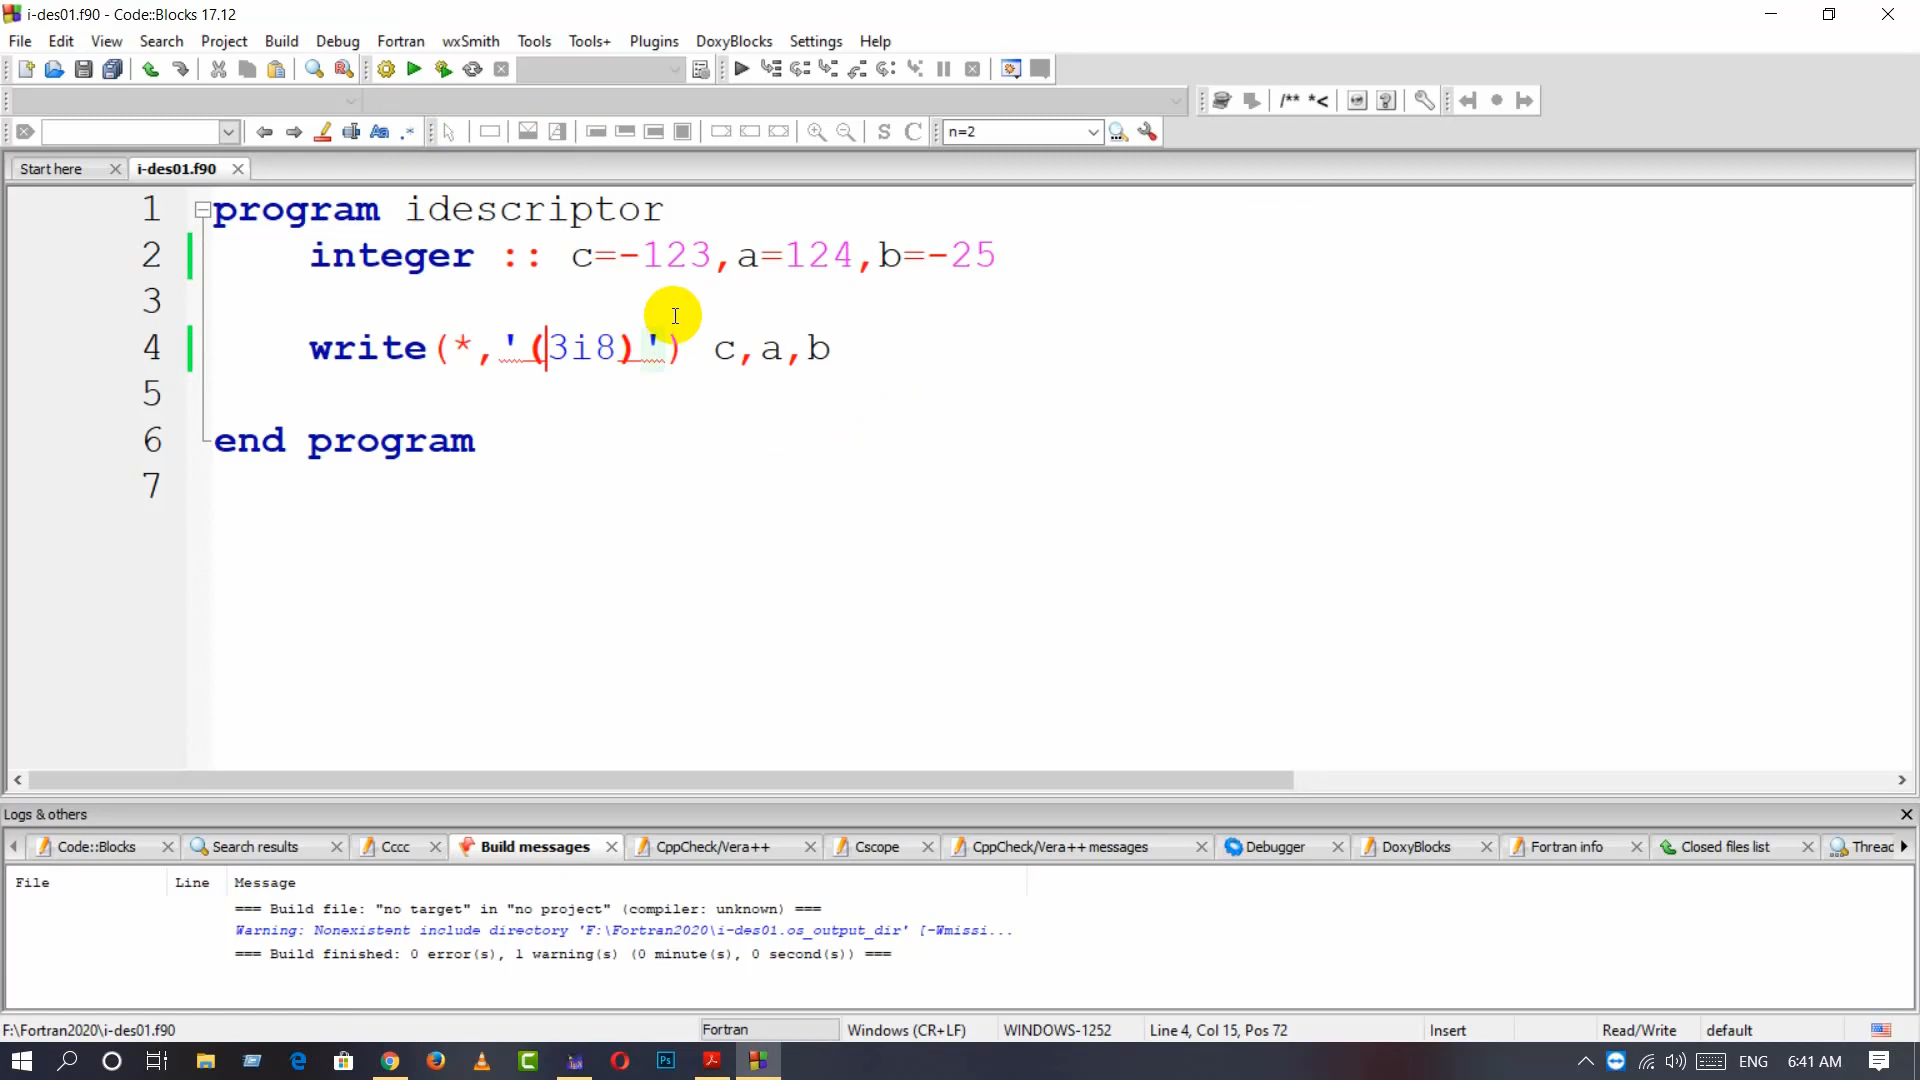 i-des01.f90 - Code::Blocks 17.12
File Edit View Search Project Build Debug Fortran wxSmith Tools Tools+ Plugins DoxyBlocks Settings Help
/** *<
S C n=2
Start here i-des01.f90
1 program idescriptor
2 integer :: c=-123,a=124,b=-25
3
4 write(*,'(3i8)') c,a,b
5
6 end program
7
Logs & others
Code::Blocks Search results Cccc Build messages CppCheck/Vera++ Cscope CppCheck/Vera++ messages Debugger DoxyBlocks Fortran info Closed files list Threac
File Line Message
=== Build file: "no target" in "no project" (compiler: unknown) ===
Warning: Nonexistent include directory 'F:\Fortran2020\i-des01.os_output_dir' [-Wmissi...
=== Build finished: 0 error(s), 1 warning(s) (0 minute(s), 0 second(s)) ===
F:\Fortran2020\i-des01.f90 Fortran Windows (CR+LF) WINDOWS-1252 Line 4, Col 15, Pos 72 Insert Read/Write default
ENG 6:41 AM